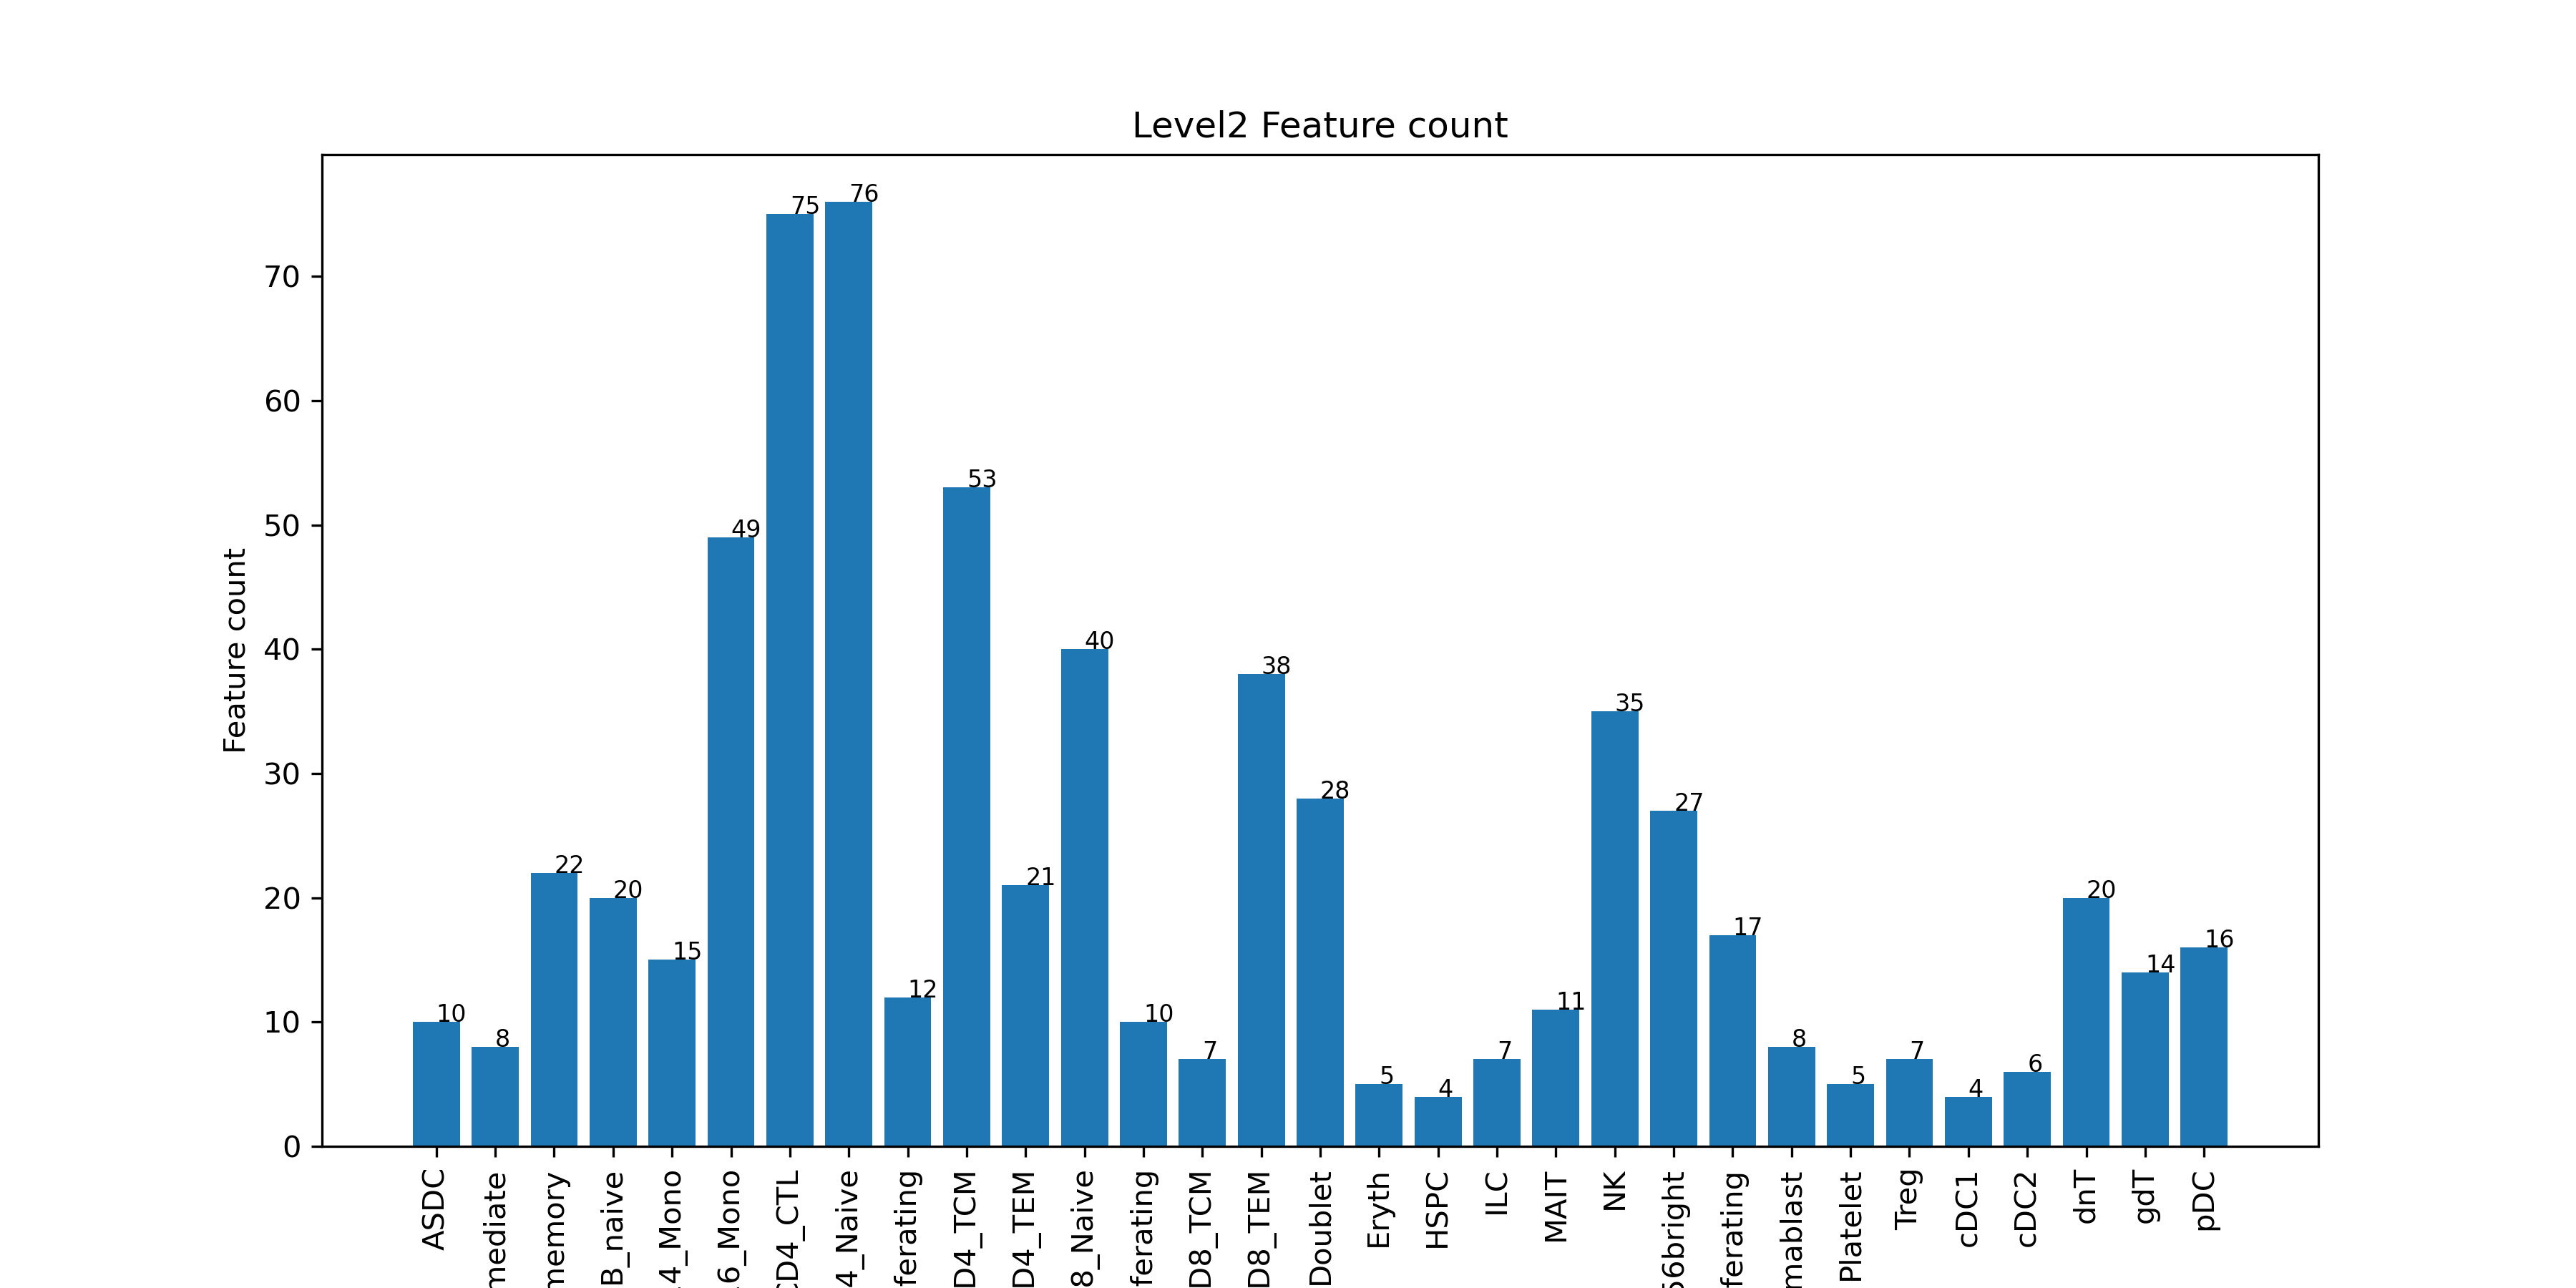 Level2 Feature count
Feature count
70
60
50
40
30
20
10
0
10
8
22
20
15
49
75
76
12
53
21
40
10
7
38
28
5
4
7
11
35
27
17
8
5
7
4
6
20
14
16
ASDC
mediate
memory
B_naive
4_Mono
6_Mono
CD4_CTL
4_Naive
ferating
D4_TCM
D4_TEM
8_Naive
ferating
D8_TCM
D8_TEM
Doublet
Eryth
HSPC
ILC
MAIT
NK
56bright
ferating
mablast
Platelet
Treg
cDC1
cDC2
dnT
gdT
pDC